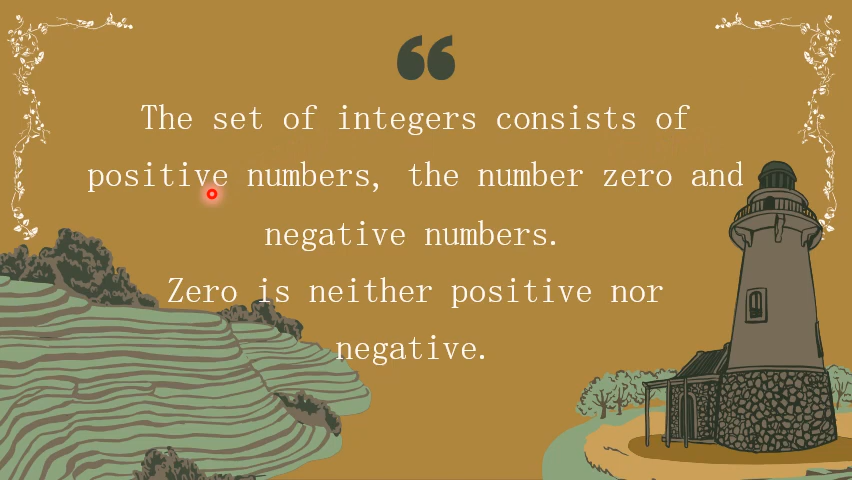 “
The set of integers consists of
positive numbers, the number zero and
negative numbers.
Zero is neither positive nor
negative.